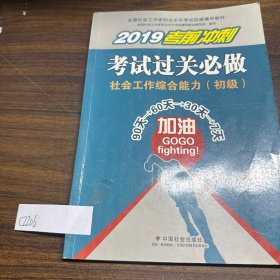 全国社会工作者职业水平考试权威辅导教材
2019考前冲刺
考试过关必做
社会工作综合能力（初级）
90天→60天→30天→7天
加油
GOGO
fighting!
中国社会出版社